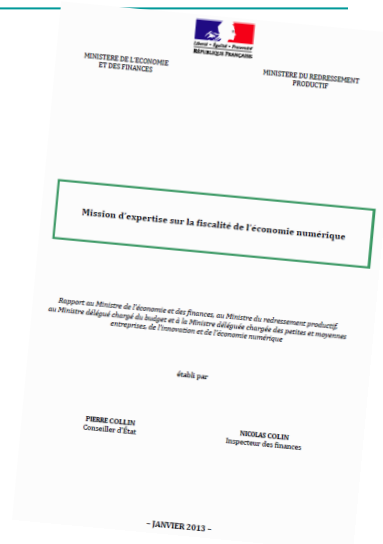 Liberté • Égalité • Fraternité
RÉPUBLIQUE FRANÇAISE
MINISTERE DE L'ECONOMIE
ET DES FINANCES
MINISTERE DU REDRESSEMENT
PRODUCTIF
Mission d'expertise sur la fiscalité de l'économie numérique
Rapport au Ministre de l'économie et des finances, au Ministre du redressement productif,
au Ministre délégué chargé du budget et à la Ministre déléguée chargée des petites et moyennes
entreprises, de l'innovation et de l'économie numérique
établi par
PIERRE COLLIN
Conseiller d'État
NICOLAS COLIN
Inspecteur des finances
– JANVIER 2013 –